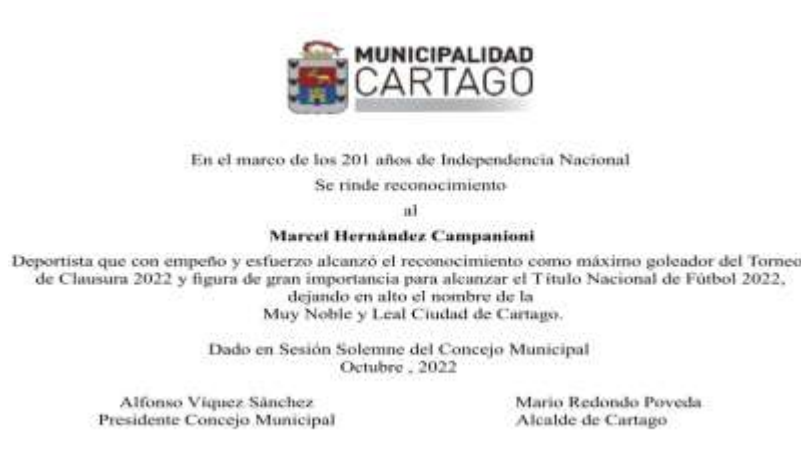 MUNICIPALIDAD
CARTAGO
En el marco de los 201 años de Independencia Nacional
Se rinde reconocimiento
al
Marcel Hernández Campanioni
Deportista que con empeño y esfuerzo alcanzó el reconocimiento como máximo goleador del Torneo
de Clausura 2022 y figura de gran importancia para alcanzar el Título Nacional de Fútbol 2022,
dejando en alto el nombre de la
Muy Noble y Leal Ciudad de Cartago.
Dado en Sesión Solemne del Concejo Municipal
Octubre , 2022
Alfonso Víquez Sánchez
Presidente Concejo Municipal
Mario Redondo Poveda
Alcalde de Cartago